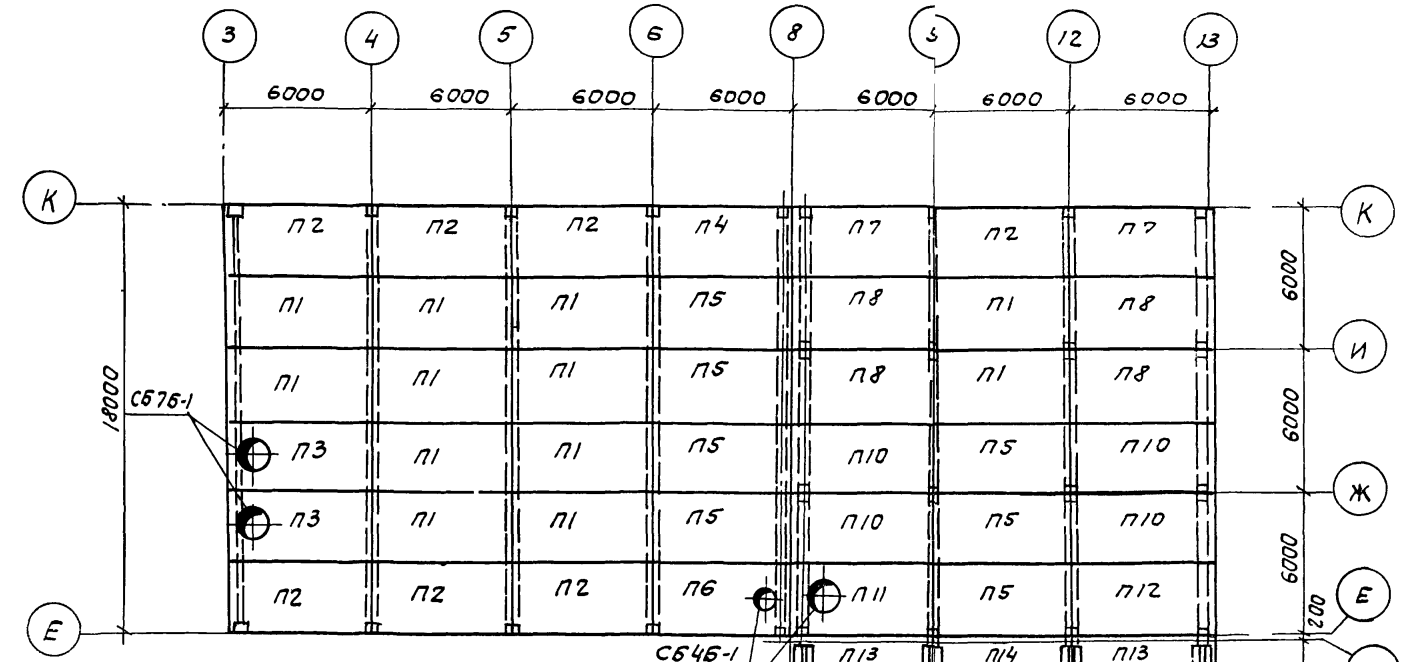 3 4 5 6 8 12 13
6000 6000 6000 6000 6000 6000 6000
К К
П2 П2 П2 П4 П7 П2 П7
6000
П1 П1 П1 П5 П8 П1 П8
И
П1 П1 П1 П5 П8 П1 П8
18000 СБ7Б-1 6000
П3 П1 П1 П5 П10 П5 П10
Ж
П3 П1 П1 П5 П10 П5 П10
6000
П2 П2 П2 П6 П11 П5 П12
200 Е
Е
СБ4Б-1 П13 П14 П13